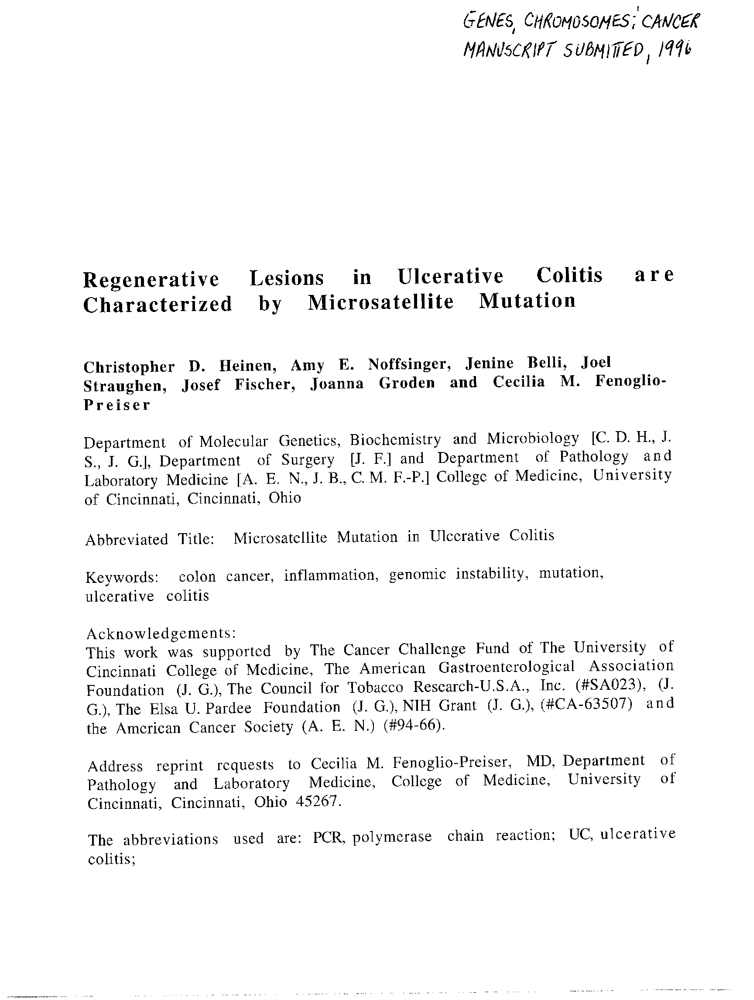 GENES, CHROMOSOMES; CANCER
MANUSCRIPT SUBMITTED, 1996
Regenerative Lesions in Ulcerative Colitis are
Characterized by Microsatellite Mutation
Christopher D. Heinen, Amy E. Noffsinger, Jenine Belli, Joel
Straughen, Josef Fischer, Joanna Groden and Cecilia M. Fenoglio-
Preiser
Department of Molecular Genetics, Biochemistry and Microbiology [C. D. H., J.
S., J. G.], Department of Surgery [J. F.] and Department of Pathology and
Laboratory Medicine [A. E. N., J. B., C. M. F.-P.] College of Medicine, University
of Cincinnati, Cincinnati, Ohio
Abbreviated Title: Microsatellite Mutation in Ulcerative Colitis
Keywords: colon cancer, inflammation, genomic instability, mutation,
ulcerative colitis
Acknowledgements:
This work was supported by The Cancer Challenge Fund of The University of
Cincinnati College of Medicine, The American Gastroenterological Association
Foundation (J. G.), The Council for Tobacco Research-U.S.A., Inc. (#SA023), (J.
G.), The Elsa U. Pardee Foundation (J. G.), NIH Grant (J. G.), (#CA-63507) and
the American Cancer Society (A. E. N.) (#94-66).
Address reprint requests to Cecilia M. Fenoglio-Preiser, MD, Department of
Pathology and Laboratory Medicine, College of Medicine, University of
Cincinnati, Cincinnati, Ohio 45267.
The abbreviations used are: PCR, polymerase chain reaction; UC, ulcerative
colitis;